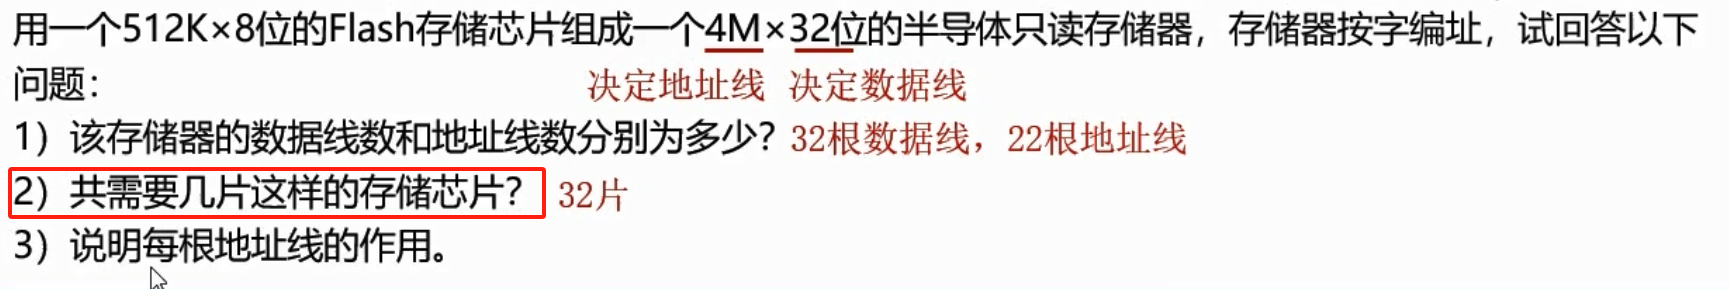 用一个512K×8位的Flash存储芯片组成一个4M×32位的半导体只读存储器，存储器按字编址，试回答以下
问题：
决定地址线 决定数据线
1）该存储器的数据线数和地址线数分别为多少？32根数据线，22根地址线
2）共需要几片这样的存储芯片？ 32片
3）说明每根地址线的作用。